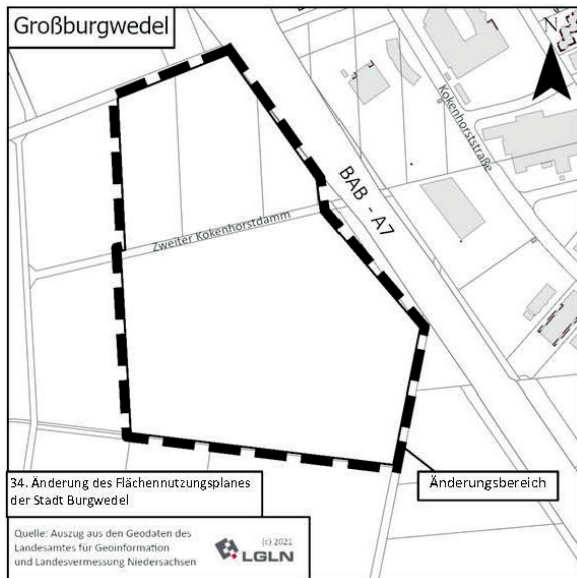 Großburgwedel
N
Kokenhorststraße
BAB - A7
Zweiter Kokenhorstdamm
34. Änderung des Flächennutzungsplanes
der Stadt Burgwedel
Änderungsbereich
Quelle: Auszug aus den Geodaten des
Landesamtes für Geoinformation
und Landesvermessung Niedersachsen
(c) 2021
LGLN